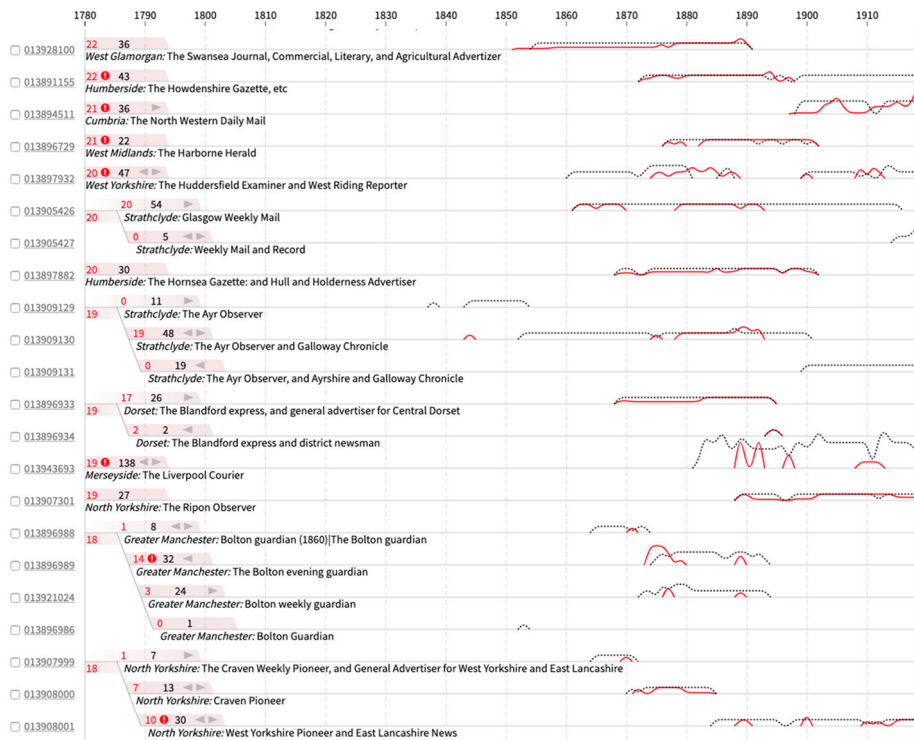 1780 1790 1800 1810 1820 1830 1840 1850 1860 1870 1880 1890 1900 1910
013928100 22 36
West Glamorgan: The Swansea Journal, Commercial, Literary, and Agricultural Advertizer
013891155 22 ! 43
Humberside: The Howdenshire Gazette, etc
013894511 21 ! 36
Cumbria: The North Western Daily Mail
013896729 21 ! 22
West Midlands: The Harborne Herald
013897932 20 ! 47
West Yorkshire: The Huddersfield Examiner and West Riding Reporter
013905426 20 54
20 Strathclyde: Glasgow Weekly Mail
013905427 0 5
Strathclyde: Weekly Mail and Record
013897882 20 30
Humberside: The Hornsea Gazette: and Hull and Holderness Advertiser
013909129 0 11
19 Strathclyde: The Ayr Observer
013909130 19 48
Strathclyde: The Ayr Observer and Galloway Chronicle
013909131 0 19
Strathclyde: The Ayr Observer, and Ayrshire and Galloway Chronicle
013896933 17 26
19 Dorset: The Blandford express, and general advertiser for Central Dorset
013896934 2 2
Dorset: The Blandford express and district newsman
013943693 19 ! 138
Merseyside: The Liverpool Courier
013907301 19 27
North Yorkshire: The Ripon Observer
013896988 1 8
18 Greater Manchester: Bolton guardian (1860)|The Bolton guardian
013896989 14 ! 32
Greater Manchester: The Bolton evening guardian
013921024 3 24
Greater Manchester: Bolton weekly guardian
013896986 0 1
Greater Manchester: Bolton Guardian
013907999 1 7
18 North Yorkshire: The Craven Weekly Pioneer, and General Advertiser for West Yorkshire and East Lancashire
013908000 7 13
North Yorkshire: Craven Pioneer
013908001 10 ! 30
North Yorkshire: West Yorkshire Pioneer and East Lancashire News